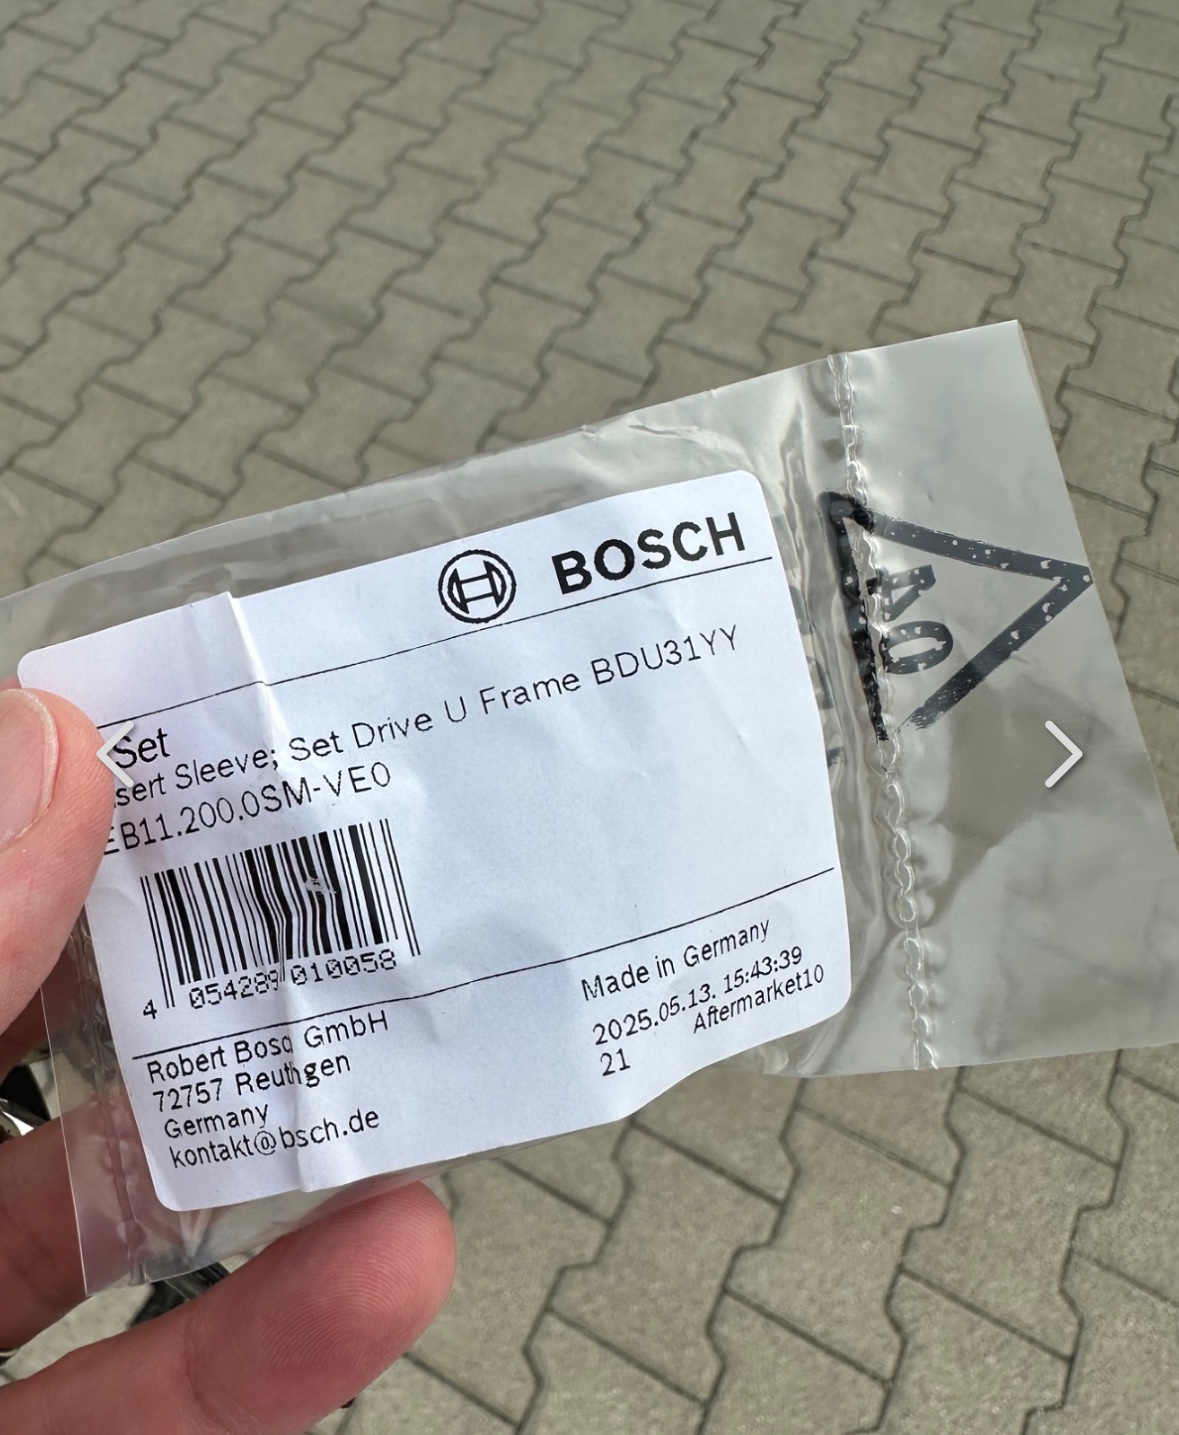 BOSCH
Set
sert Sleeve; Set Drive U Frame BDU31YY
EB11.200.0SM-VE0
4 054289 010058
Made in Germany
2025.05.13. 15:43:39
Aftermarket10
21
Robert Bosc GmbH
72757 Reuthgen
Germany
kontakt@bsch.de
04